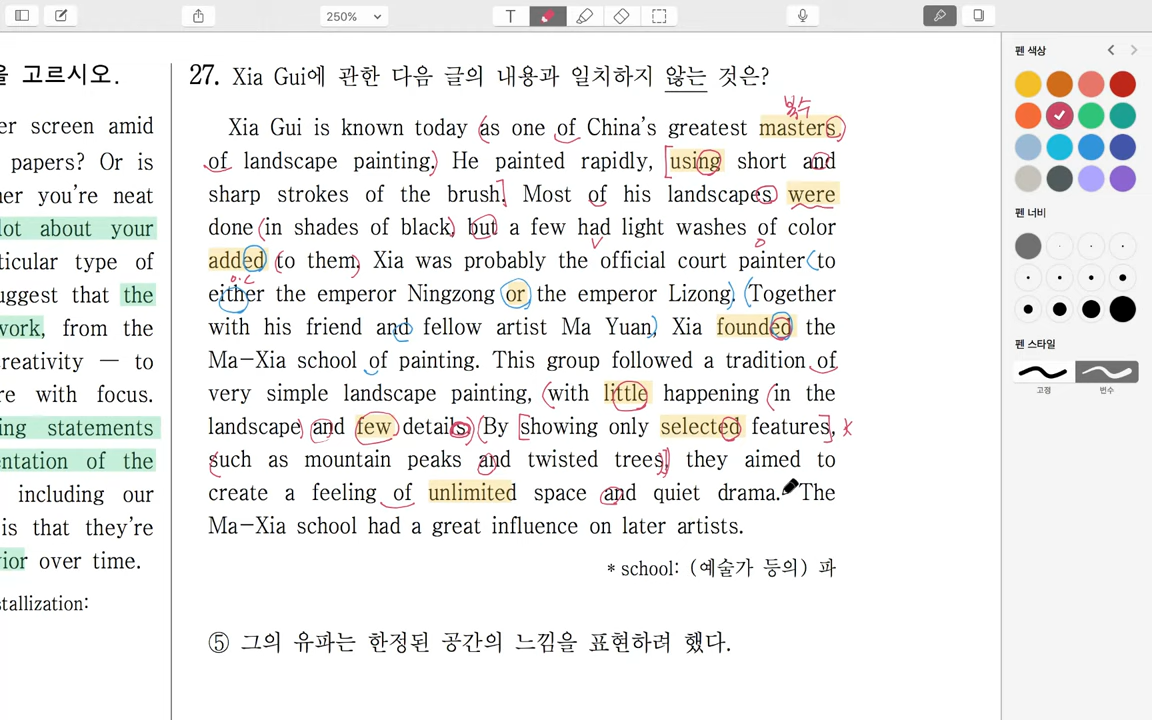 250%
T
펜 색상
펜 너비
펜 스타일
고정
변수
을 고르시오.
er screen amid
papers? Or is
her you're neat
lot about your
ticular type of
uggest that the
work, from the
creativity — to
re with focus.
ing statements
entation of the
including our
is that they're
vior over time.
stallization:
27. Xia Gui에 관한 다음 글의 내용과 일치하지 않는 것은?
복수
Xia Gui is known today as one of China's greatest masters
of landscape painting. He painted rapidly, using short and
sharp strokes of the brush. Most of his landscapes were
done in shades of black, but a few had light washes of color
added to them. Xia was probably the official court painter to
either the emperor Ningzong or the emperor Lizong. Together
with his friend and fellow artist Ma Yuan, Xia founded the
Ma-Xia school of painting. This group followed a tradition of
very simple landscape painting, with little happening in the
landscape and few details. By showing only selected features,
such as mountain peaks and twisted trees, they aimed to
create a feeling of unlimited space and quiet drama. The
Ma-Xia school had a great influence on later artists.
* school: (예술가 등의) 파
⑤ 그의 유파는 한정된 공간의 느낌을 표현하려 했다.